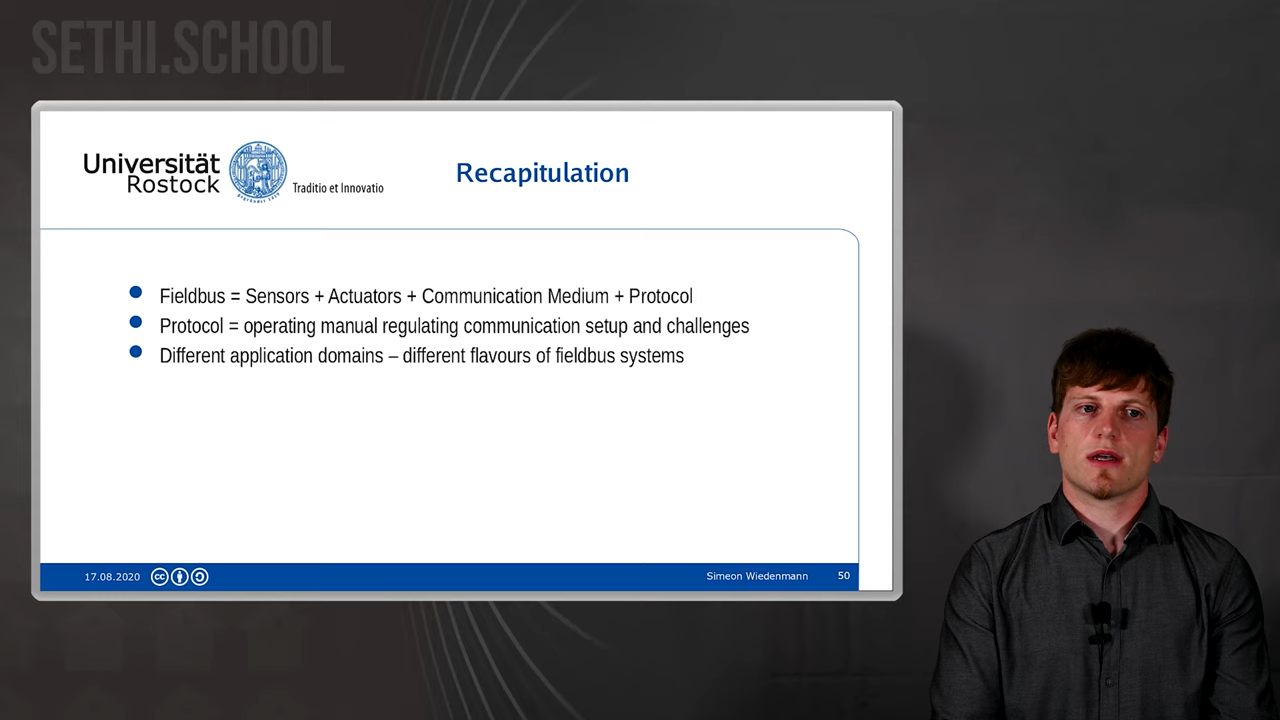 SETHI.SCHOOL
Universität
Rostock
Traditio et Innovatio
Recapitulation
Fieldbus = Sensors + Actuators + Communication Medium + Protocol
Protocol = operating manual regulating communication setup and challenges
Different application domains – different flavours of fieldbus systems
17.08.2020
cc
Simeon Wiedenmann
50